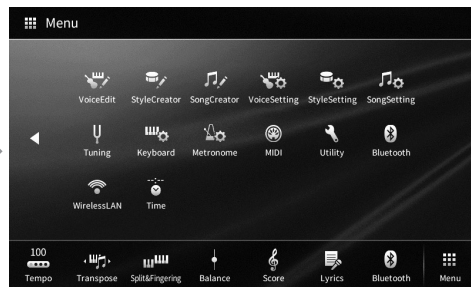 Menu
VoiceEdit StyleCreator SongCreator VoiceSetting StyleSetting SongSetting
Tuning Keyboard Metronome MIDI Utility Bluetooth
WirelessLAN Time
100
Tempo Transpose Split&Fingering Balance Score Lyrics Bluetooth Menu